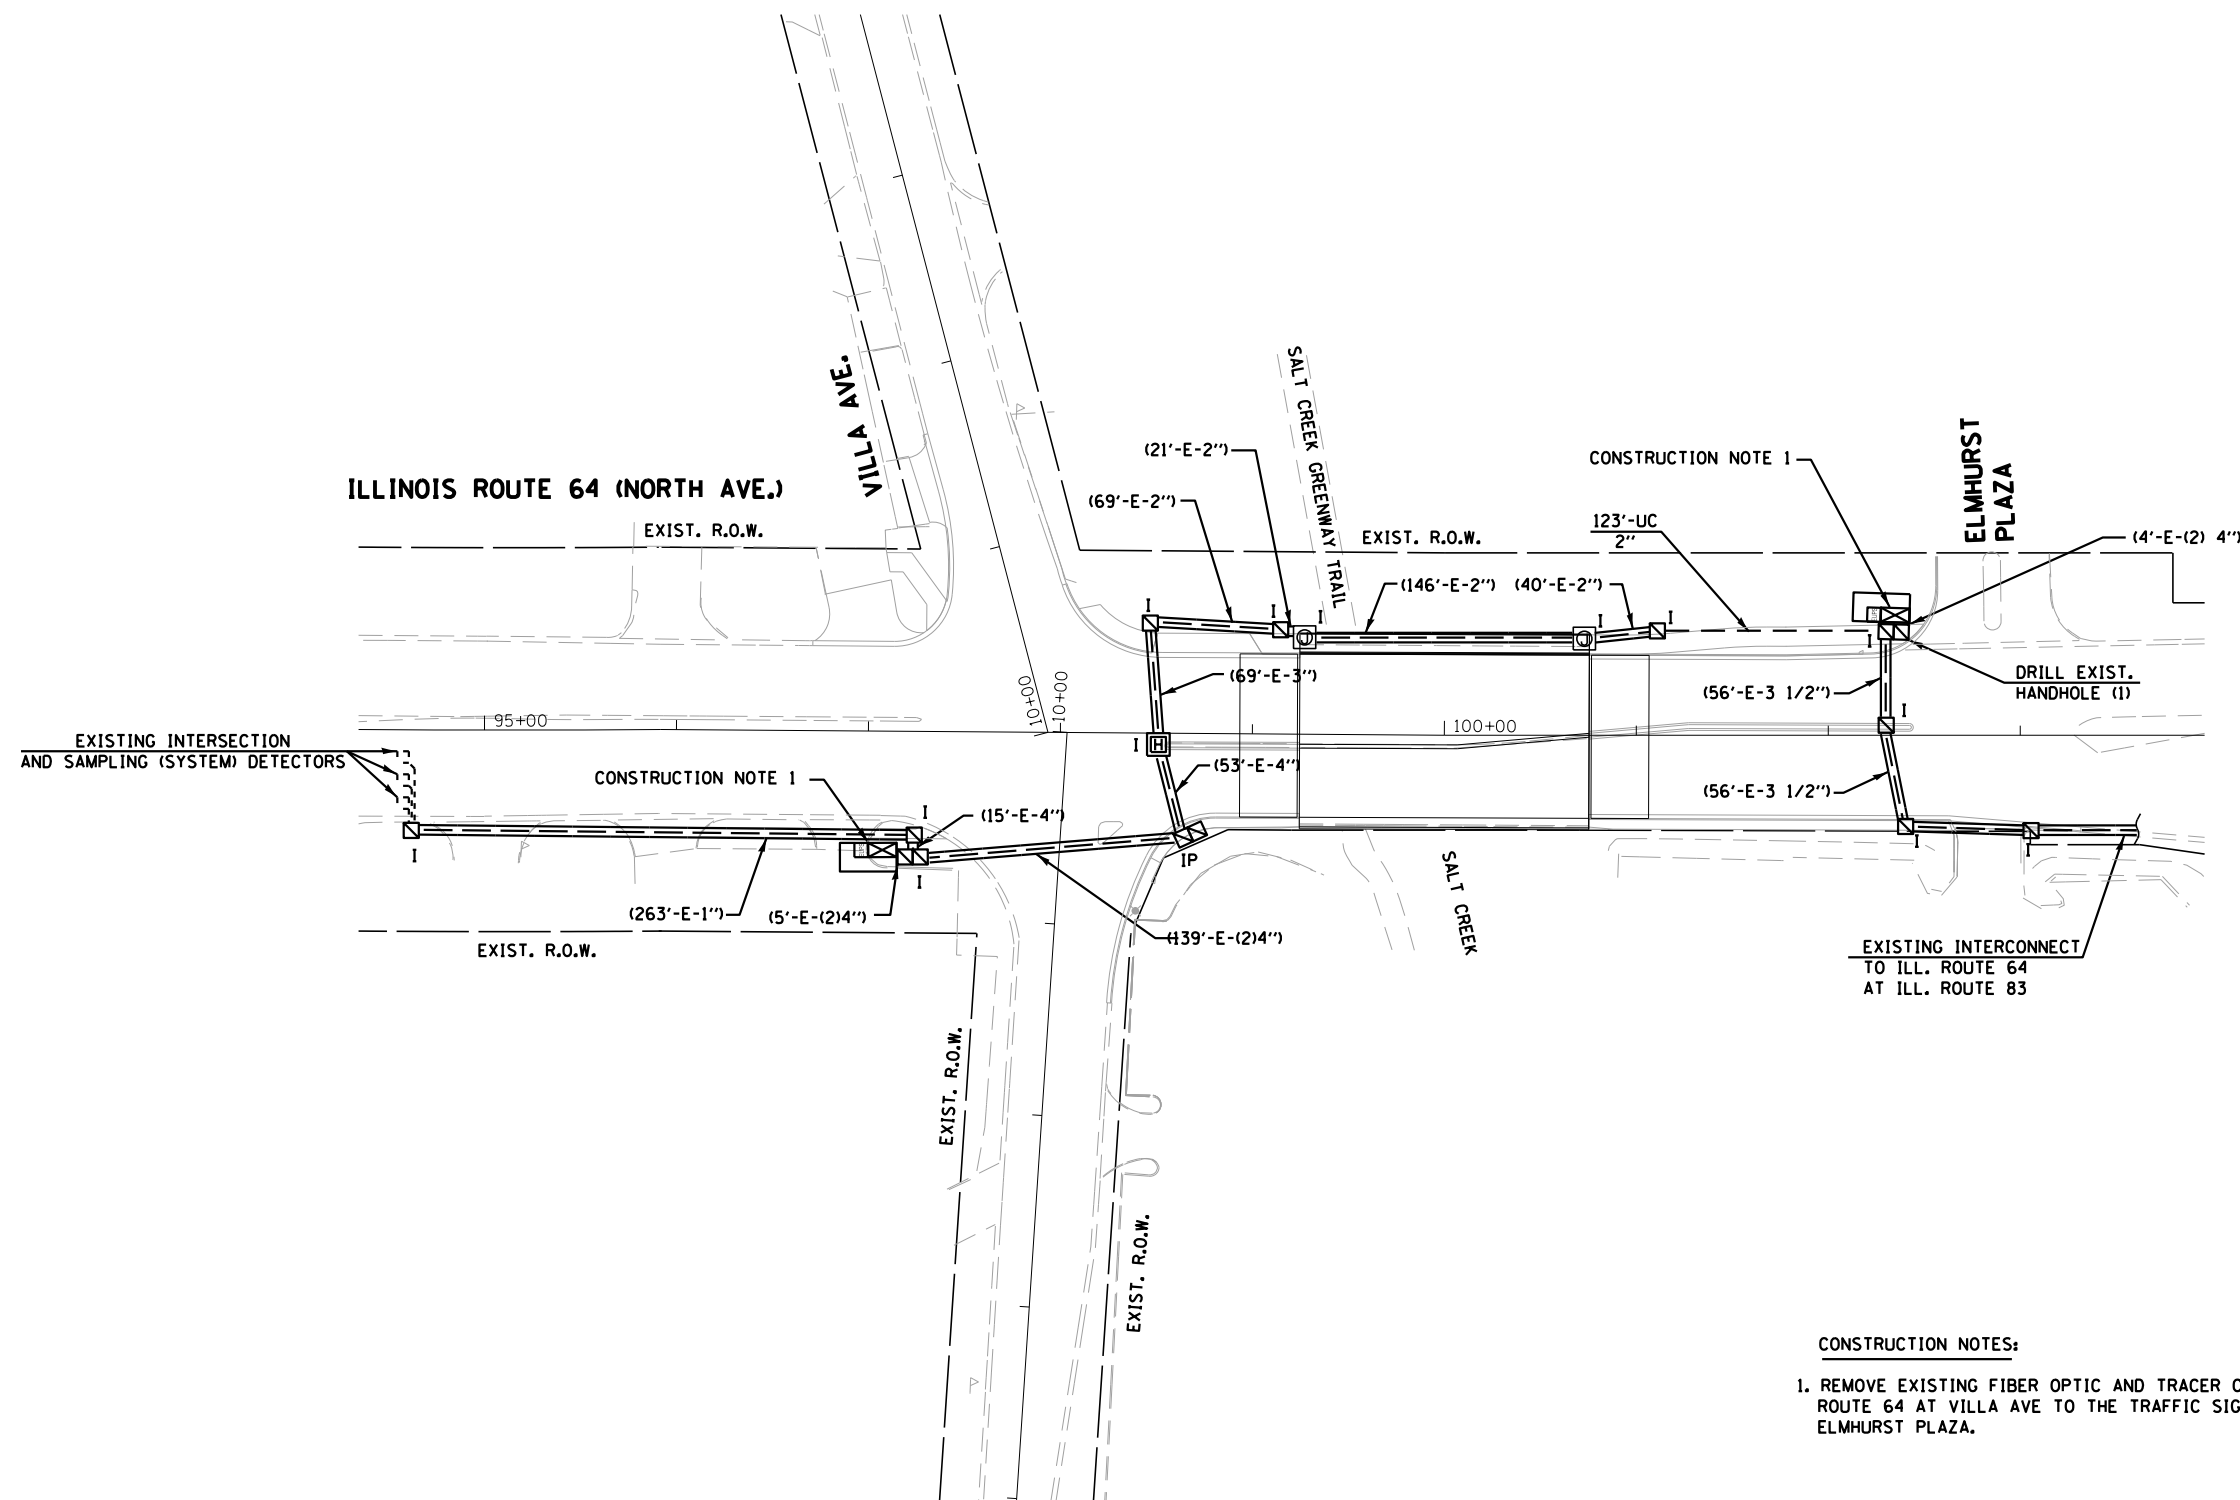 VILLA AVE.
SALT CREEK GREENWAY TRAIL
ELMHURST
PLAZA
(21'-E-2")
CONSTRUCTION NOTE 1
ILLINOIS ROUTE 64 (NORTH AVE.)
(69'-E-2")
EXIST. R.O.W.
EXIST. R.O.W.
123'-UC
2"
(4'-E-(2) 4")
(146'-E-2")
(40'-E-2")
I
I
I
I
I
J
J
I
(69'-E-3")
DRILL EXIST.
HANDHOLE (1)
(56'-E-3 1/2")
10+00
10+00
95+00
100+00
I
I
H
EXISTING INTERSECTION
AND SAMPLING (SYSTEM) DETECTORS
(53'-E-4")
CONSTRUCTION NOTE 1
(56'-E-3 1/2")
I
(15'-E-4")
I
IP
I
I
I
SALT CREEK
(263'-E-1")
(5'-E-(2)4")
(139'-E-(2)4")
EXIST. R.O.W.
EXISTING INTERCONNECT
TO ILL. ROUTE 64
AT ILL. ROUTE 83
EXIST. R.O.W.
EXIST. R.O.W.
CONSTRUCTION NOTES:
1. REMOVE EXISTING FIBER OPTIC AND TRACER
ROUTE 64 AT VILLA AVE TO THE TRAFFIC
ELMHURST PLAZA.